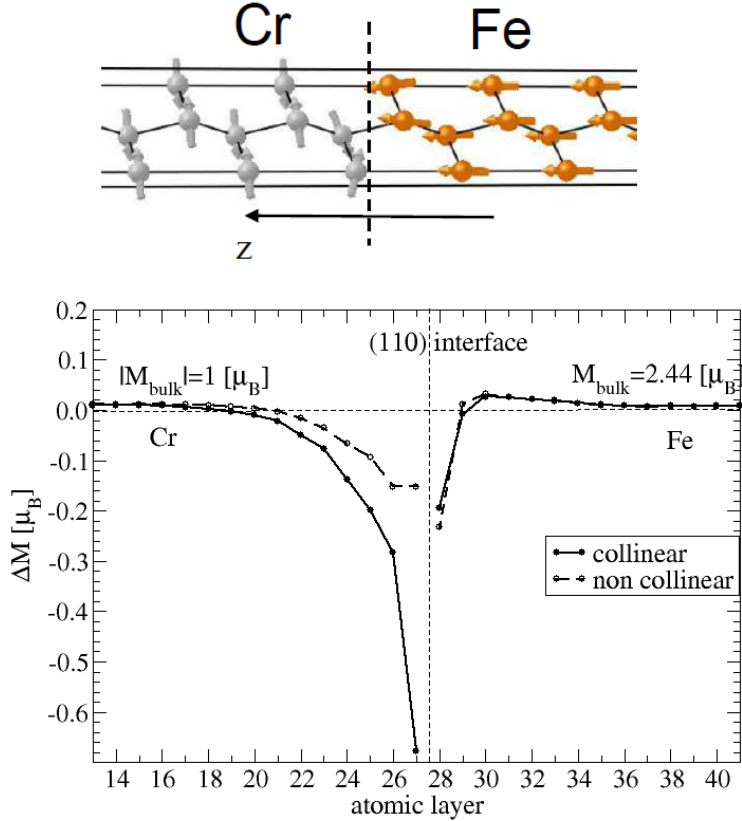 Cr Fe
z
0.2
(110) interface
|M_bulk|=1 [μ_B] M_bulk=2.44 [μ_B]
0.1
0.0
Cr Fe
-0.1
-0.2
ΔM [μ_B]
-0.3
collinear
non collinear
-0.4
-0.5
-0.6
14 16 18 20 22 24 26 28 30 32 34 36 38 40
atomic layer